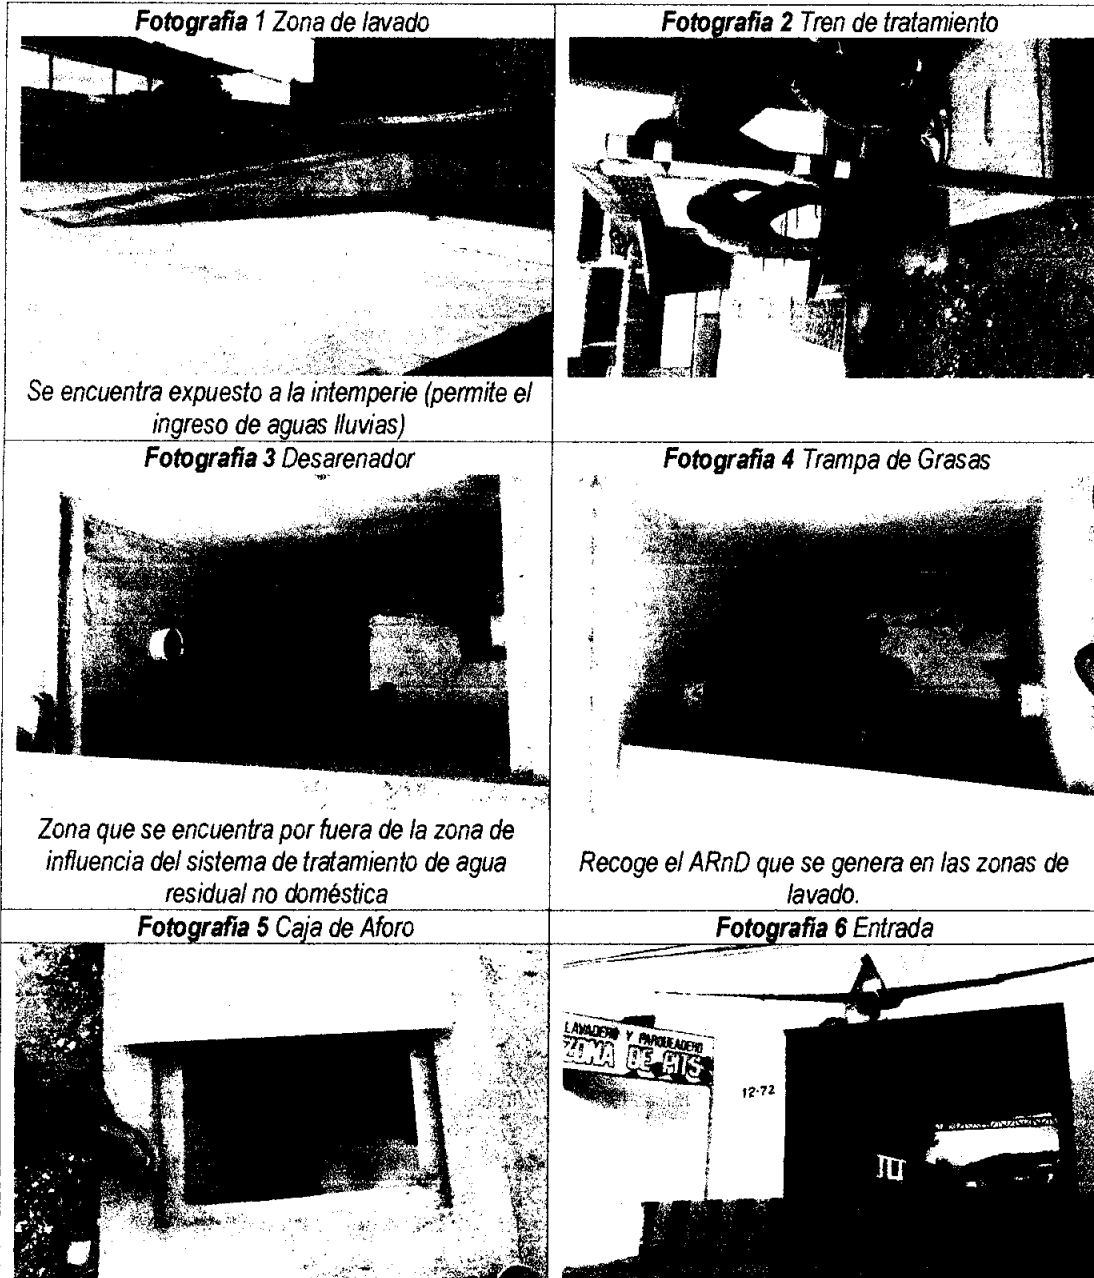 Fotografía 1 Zona de lavado
Fotografía 2 Tren de tratamiento
Se encuentra expuesto a la intemperie (permite el
ingreso de aguas lluvias)
Fotografía 3 Desarenador
Fotografía 4 Trampa de Grasas
Zona que se encuentra por fuera de la zona de
influencia del sistema de tratamiento de agua
residual no doméstica
Recoge el ARnD que se genera en las zonas de
lavado.
Fotografía 5 Caja de Aforo
Fotografía 6 Entrada
LAVADERO Y PARQUEADERO
ZONA DE PITS
12-72